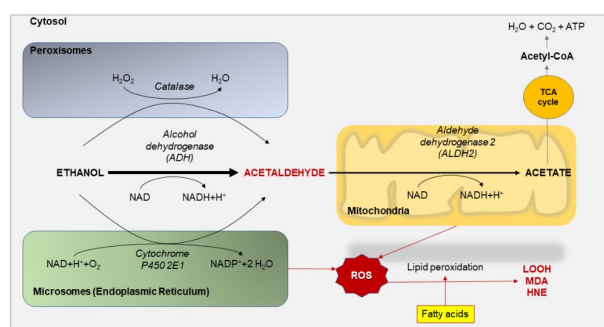 Cytosol
Peroxisomes
H₂O₂
Catalase
H₂O
H₂O + CO₂ + ATP
Acetyl-CoA
TCA
cycle
ETHANOL
Alcohol
dehydrogenase
(ADH)
NAD
NADH+H⁺
ACETALDEHYDE
Aldehyde
dehydrogenase 2
(ALDH2)
NAD
NADH+H⁺
ACETATE
Mitochondria
NAD+H⁺+O₂
Cytochrome
P450 2E1
NADP⁺+2 H₂O
Microsomes (Endoplasmic Reticulum)
ROS
Lipid peroxidation
Fatty acids
LOOH
MDA
HNE